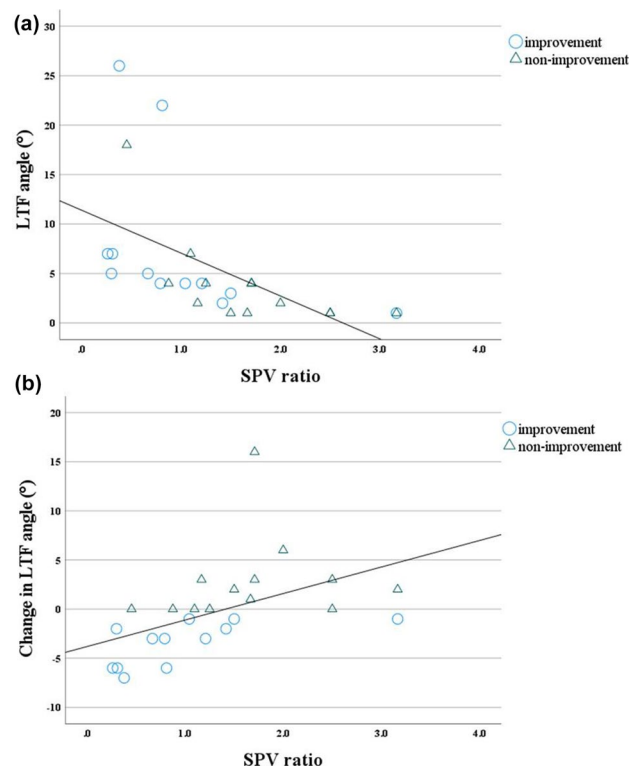 (a)
30
25
20
15
10
5
0
LTF angle (°)
.0 1.0 2.0 3.0 4.0
SPV ratio
improvement
non-improvement
(b)
20
15
10
5
0
-5
-10
Change in LTF angle (°)
.0 1.0 2.0 3.0 4.0
SPV ratio
improvement
non-improvement